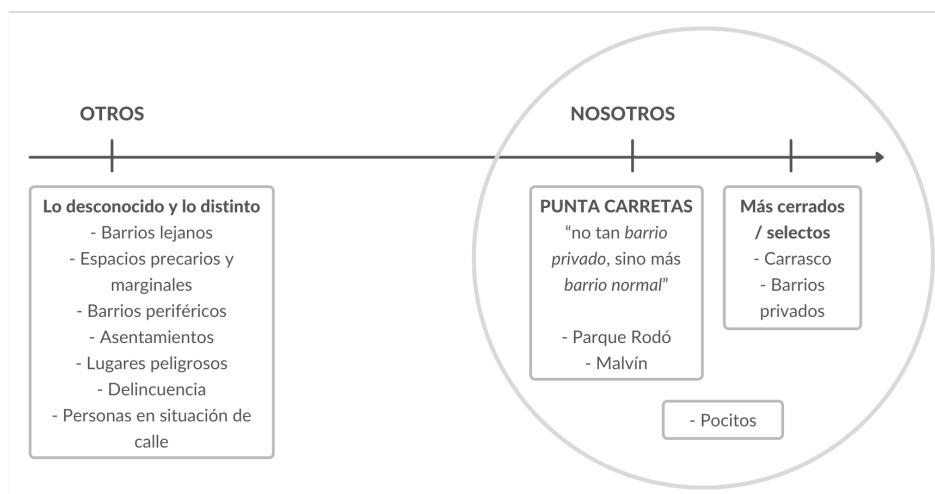 OTROS
NOSOTROS
Lo desconocido y lo distinto
- Barrios lejanos
- Espacios precarios y
marginales
- Barrios periféricos
- Asentamientos
- Lugares peligrosos
- Delincuencia
- Personas en situación de
calle
PUNTA CARRETAS
“no tan barrio
privado, sino más
barrio normal”
- Parque Rodó
- Malvín
Más cerrados
/ selectos
- Carrasco
- Barrios
privados
- Pocitos